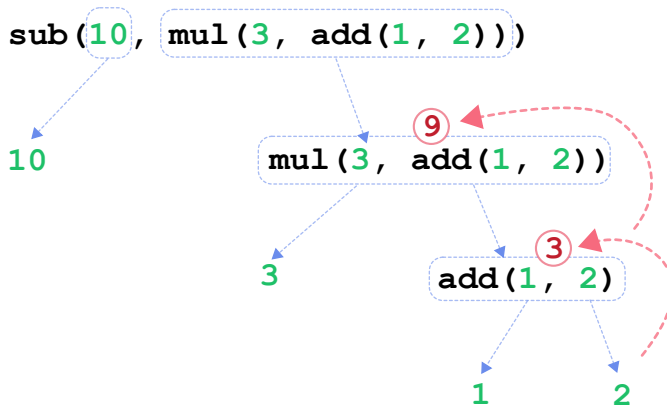 sub(10, mul(3, add(1, 2)))
9
10
mul(3, add(1, 2))
3
3
add(1, 2)
1
2